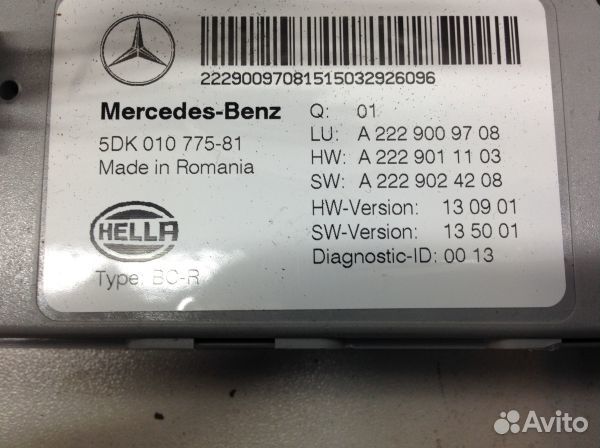 2229009708151503292​6096
Mercedes-Benz
5DK 010 775-81
Made in Romania
HELLA
Type: BC-R
Q: 01
LU: A 222 900 97 08
HW: A 222 901 11 03
SW: A 222 902 42 08
HW-Version: 13 09 01
SW-Version: 13 50 01
Diagnostic-ID: 00 13
Avito